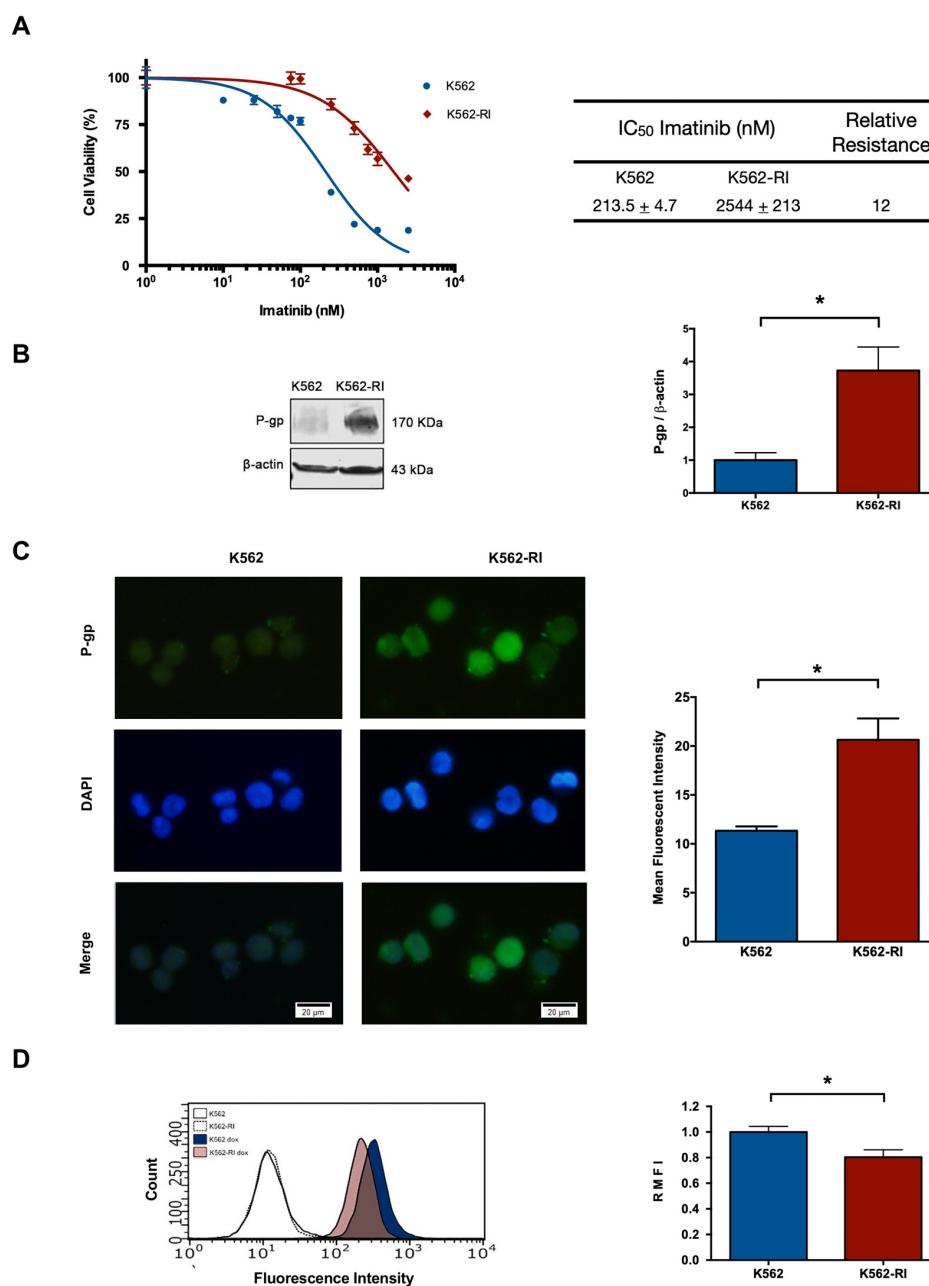 A
100
75
50
25
0
Cell Viability (%)
10⁰ 10¹ 10² 10³ 10⁴
Imatinib (nM)
K562
K562-RI
IC₅₀ Imatinib (nM) Relative Resistance
K562 K562-RI
213.5 ± 4.7 2544 ± 213 12
B
K562 K562-RI
P-gp 170 KDa
β-actin 43 kDa
*
5
4
3
2
1
0
P-gp / β-actin
K562 K562-RI
C
K562 K562-RI
P-gp
DAPI
Merge
20 µm 20 µm
*
25
20
15
10
5
0
Mean Fluorescent Intensity
K562 K562-RI
D
K562
K562-RI
K562 dox
K562-RI dox
400
250
100
0
Count
10⁰ 10¹ 10² 10³ 10⁴
Fluorescence Intensity
*
1.2
1.0
0.8
0.6
0.4
0.2
0.0
R M F I
K562 K562-RI